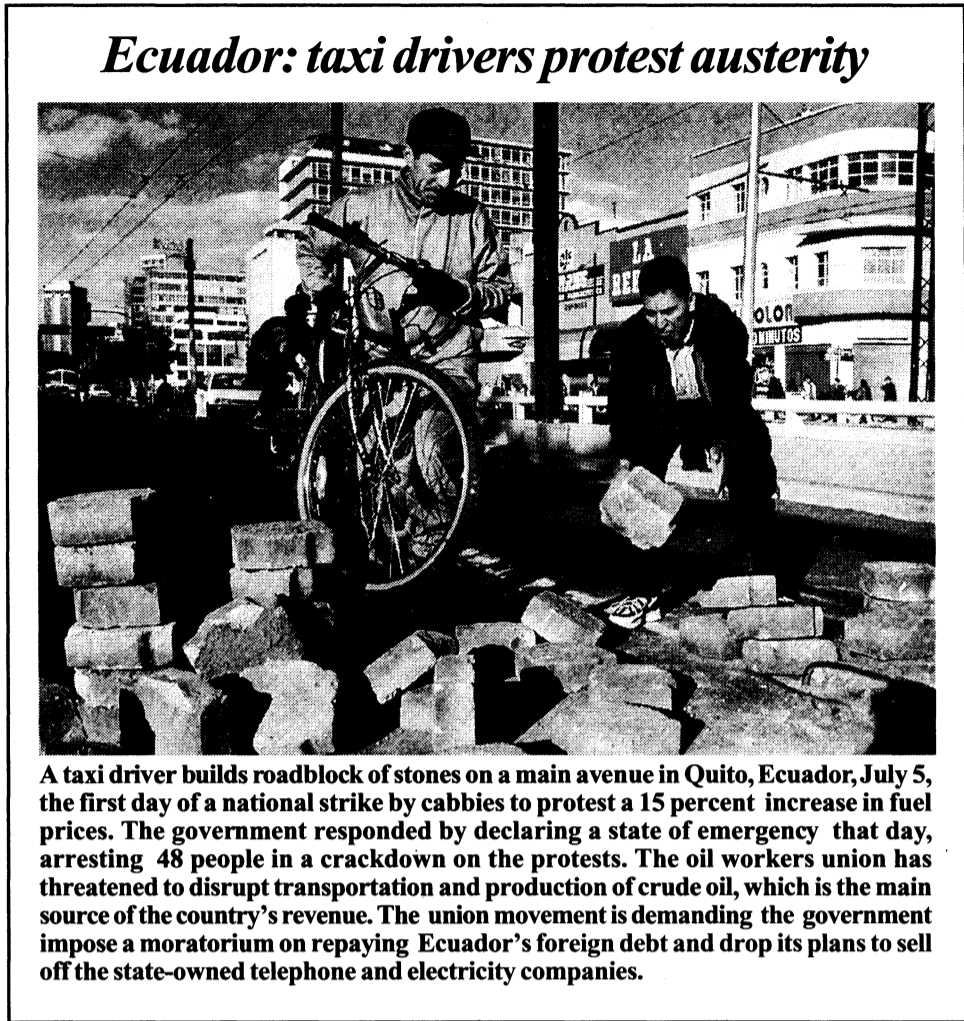 Ecuador: taxi drivers protest austerity
LA
OLOR
MINUTOS
A taxi driver builds roadblock of stones on a main avenue in Quito, Ecuador, July 5,
the first day of a national strike by cabbies to protest a 15 percent increase in fuel
prices. The government responded by declaring a state of emergency that day,
arresting 48 people in a crackdown on the protests. The oil workers union has
threatened to disrupt transportation and production of crude oil, which is the main
source of the country's revenue. The union movement is demanding the government
impose a moratorium on repaying Ecuador's foreign debt and drop its plans to sell
off the state-owned telephone and electricity companies.